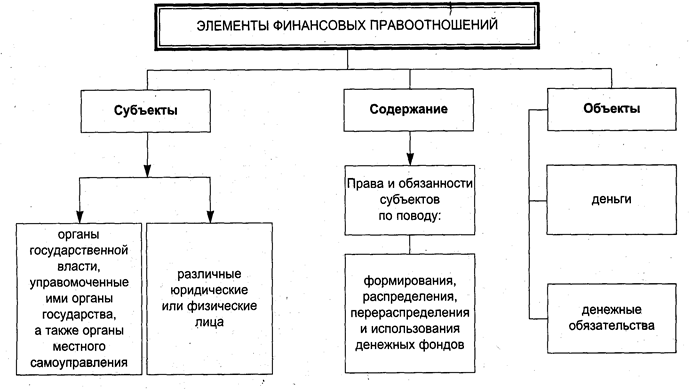 ЭЛЕМЕНТЫ ФИНАНСОВЫХ ПРАВООТНОШЕНИЙ
Субъекты
Содержание
Объекты
органы
государственной
власти,
управомоченные
ими органы
государства,
а также органы
местного
самоуправления
различные
юридические
или физические
лица
Права и обязанности
субъектов
по поводу:
формирования,
распределения,
перераспределения
и использования
денежных фондов
деньги
денежные
обязательства